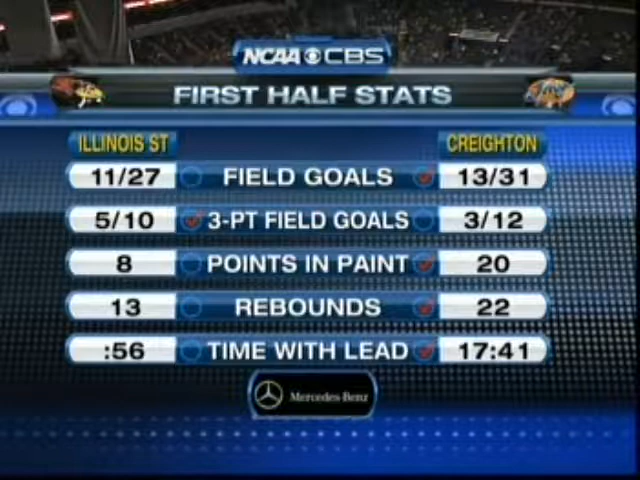 NCAA CBS
FIRST HALF STATS
ILLINOIS ST CREIGHTON
11/27 FIELD GOALS 13/31
5/10 3-PT FIELD GOALS 3/12
8 POINTS IN PAINT 20
13 REBOUNDS 22
:56 TIME WITH LEAD 17:41
Mercedes-Benz